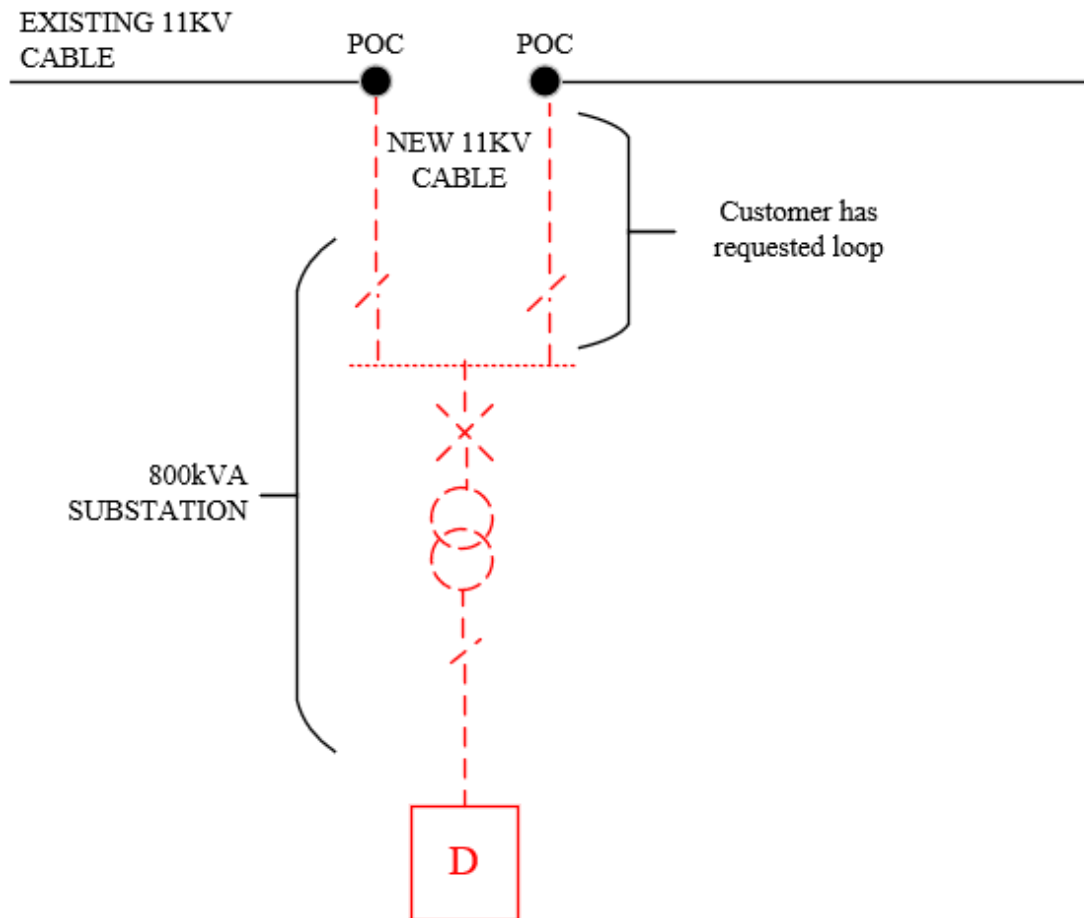 EXISTING 11KV
CABLE
POC
POC
NEW 11KV
CABLE
Customer has
requested loop
800kVA
SUBSTATION
D